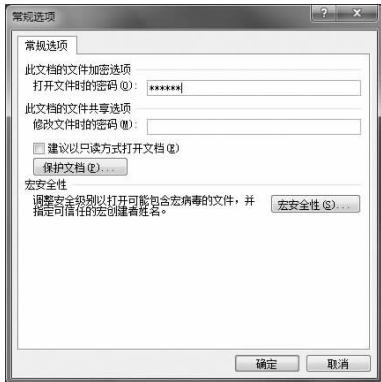 常规选项
常规选项
此文档的文件加密选项
打开文件时的密码(O): ******
此文档的文件共享选项
修改文件时的密码(M):
建议以只读方式打开文档(E)
保护文档(P)...
宏安全性
调整安全级别以打开可能包含宏病毒的文件，并
指定可信任的宏创建者姓名。
宏安全性(S)...
确定
取消